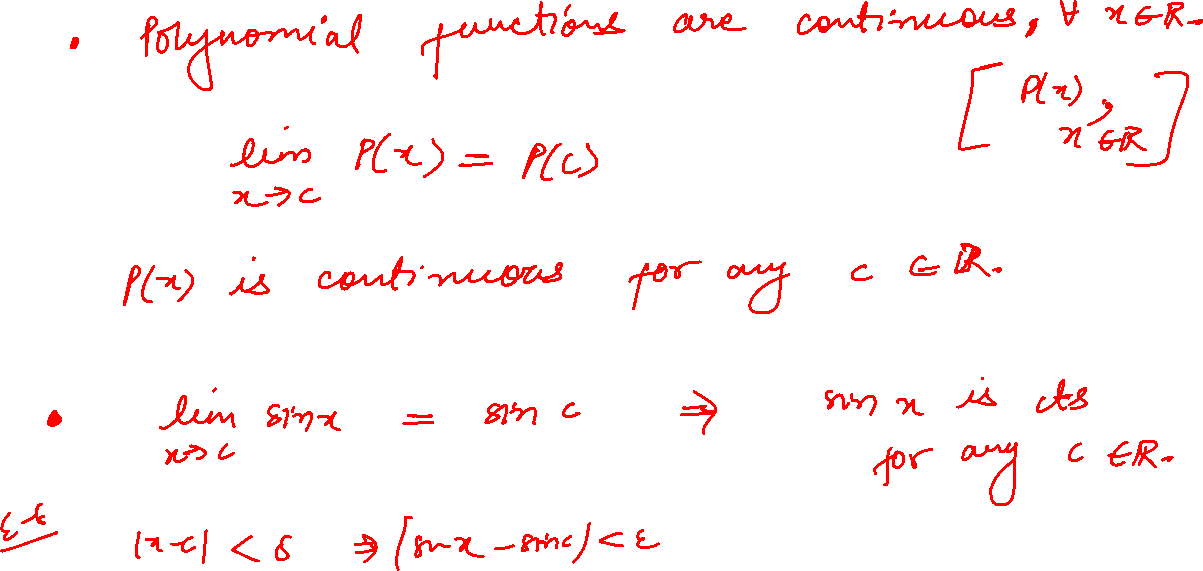 • Polynomial functions are continuous, ∀ x∈R.
[P(x), x∈R]
lim P(x) = P(c)
x→c
P(x) is continuous for any c ∈ R.
• lim sin x = sin c ⇒ sin x is cts
x→c for any c ∈R.
|x-c| < δ ⇒ |sin x - sin c| < ε